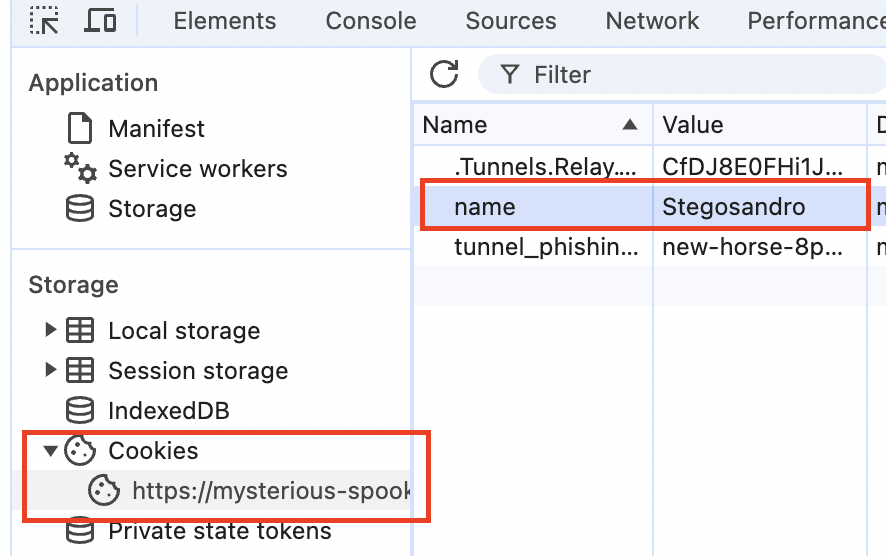 Elements Console Sources Network Performance
Application
Manifest
Service workers
Storage
Storage
Local storage
Session storage
IndexedDB
Cookies
https://mysterious-spook
Private state tokens
Filter
Name Value
.Tunnels.Relay.... CfDJ8E0FHi1J...
name Stegosandro
tunnel_phishin... new-horse-8p...